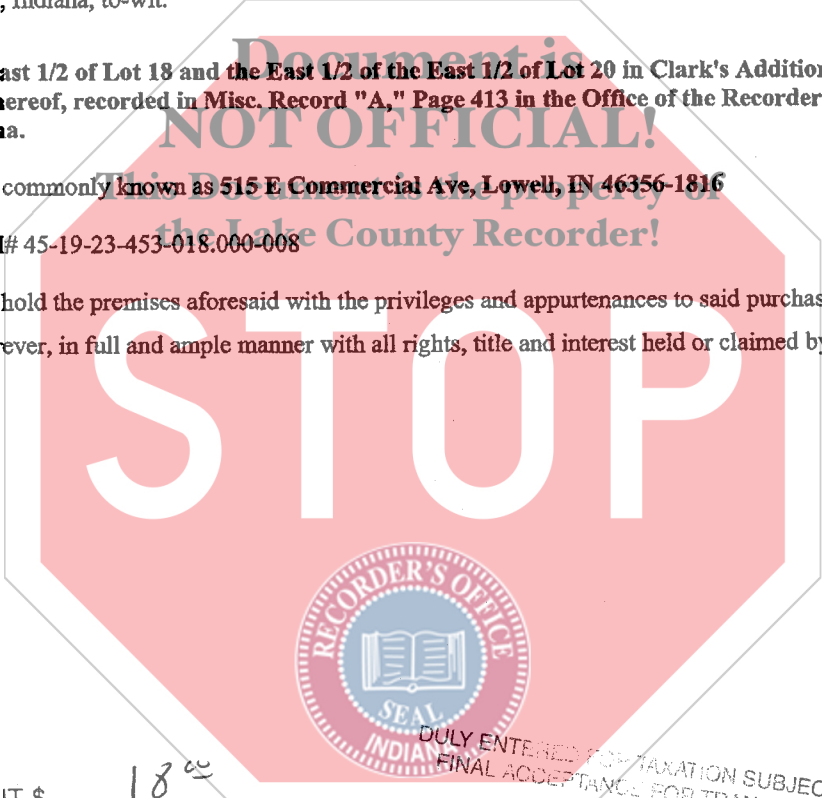 , Indiana, to-wit:
Document is
ast 1/2 of Lot 18 and the East 1/2 of the East 1/2 of Lot 20 in Clark's Addition
hereof, recorded in Misc. Record "A," Page 413 in the Office of the Recorder
na.
NOT OFFICIAL!
commonly known as 515 E Commercial Ave, Lowell, IN 46356-1816
This Document is the property of
the Lake County Recorder!
# 45-19-23-453-018.000-008
hold the premises aforesaid with the privileges and appurtenances to said purchas
ever, in full and ample manner with all rights, title and interest held or claimed by
STOP
RECORDER'S OFFICE
SEAL
INDIANA
DULY ENTERED FOR TAXATION SUBJEC
FINAL ACCEPTANCE FOR TRAN
NT $ 18 00